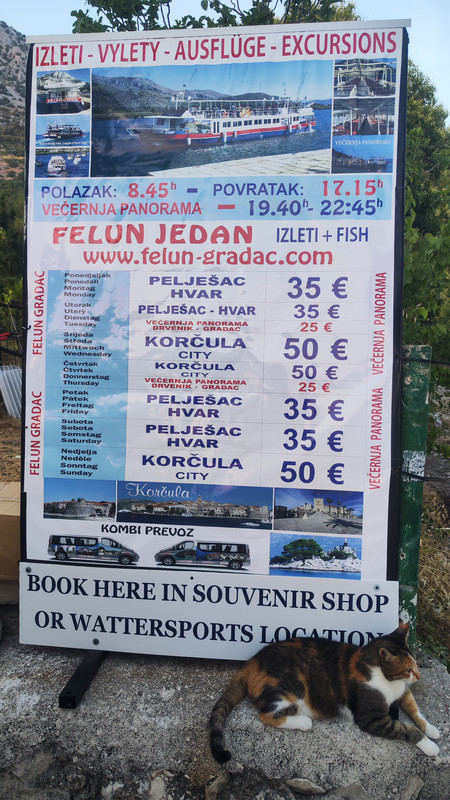 IZLETI - VYLETY - AUSFLÜGE - EXCURSIONS
VEČERNJA PANORAMA
POLAZAK: 8.45h - POVRATAK: 17.15h
VEČERNJA PANORAMA - 19.40h- 22:45h
FELUN JEDAN IZLETI + FISH
www.felun-gradac.com
FELUN GRADAC
FELUN GRADAC
Ponedjeljak
Pondělí
Montag
Monday
PELJEŠAC
HVAR
35 €
Utorak
Utery
Dienstag
Tuesday
PELJEŠAC - HVAR
35 €
VEČERNJA PANORAMA
DRVENIK - GRADAC
25 €
Srijeda
Středa
Mittwoch
Wednesday
KORČULA
CITY
50 €
Četvrtak
Čtvrtek
Donnerstag
Thursday
KORČULA
CITY
50 €
VEČERNJA PANORAMA
DRVENIK - GRADAC
25 €
Petak
Pátek
Freitag
Friday
PELJEŠAC
HVAR
35 €
Subota
Sobota
Samstag
Saturday
PELJEŠAC
HVAR
35 €
Nedjelja
Neděle
Sonntag
Sunday
KORČULA
CITY
50 €
VEČERNJA PANORAMA
VEČERNJA PANORAMA
Korčula
KOMBI PREVOZ
BOOK HERE IN SOUVENIR SHOP
OR WATTERSPORTS LOCATION